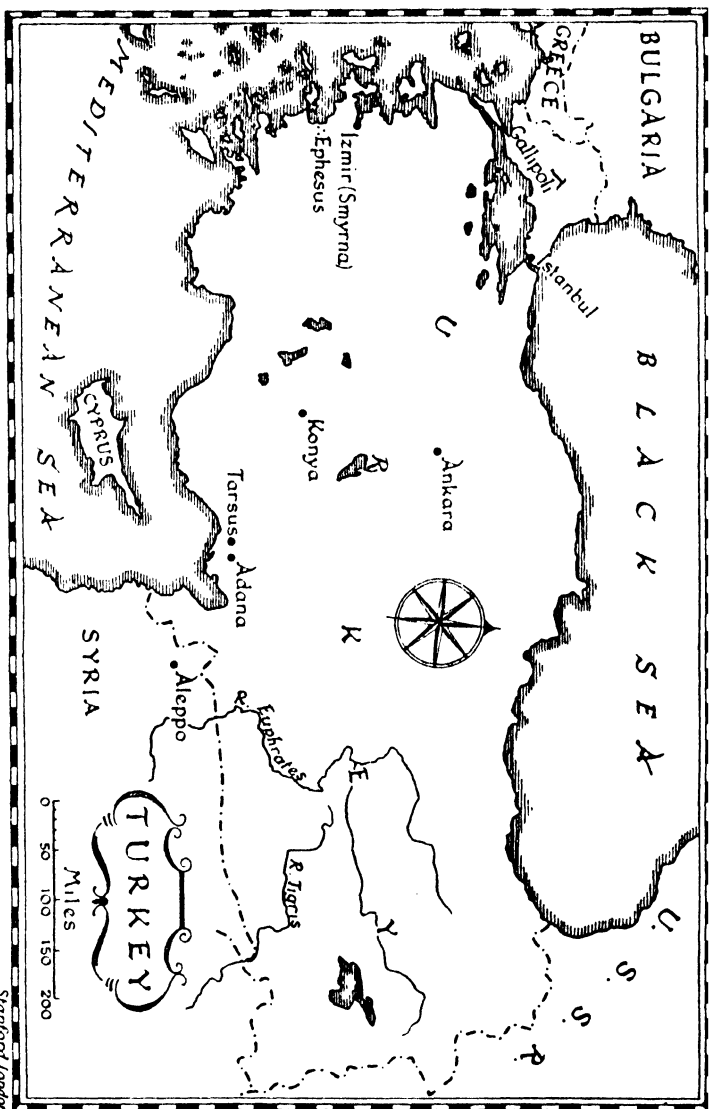 BULGARIA
GREECE
BLACK SEA
U.S.S.R
Gallipoli
Istanbul
TURKEY
Izmir (Smyrna)
Ephesus
Ankara
Konya
Tarsus
Adana
MEDITERRANEAN SEA
CYPRUS
SYRIA
Aleppo
R. Euphrates
R. Tigris
TURKEY
0 50 100 150 200
Miles